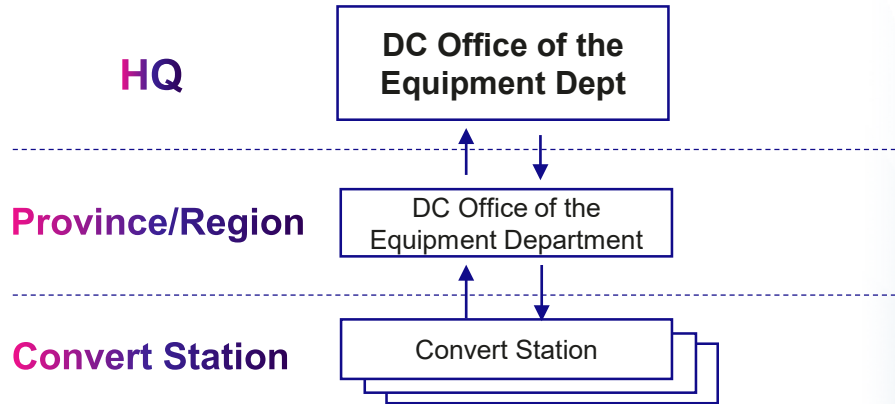 HQ
DC Office of the
Equipment Dept
Province/Region
DC Office of the
Equipment Department
Convert Station
Convert Station